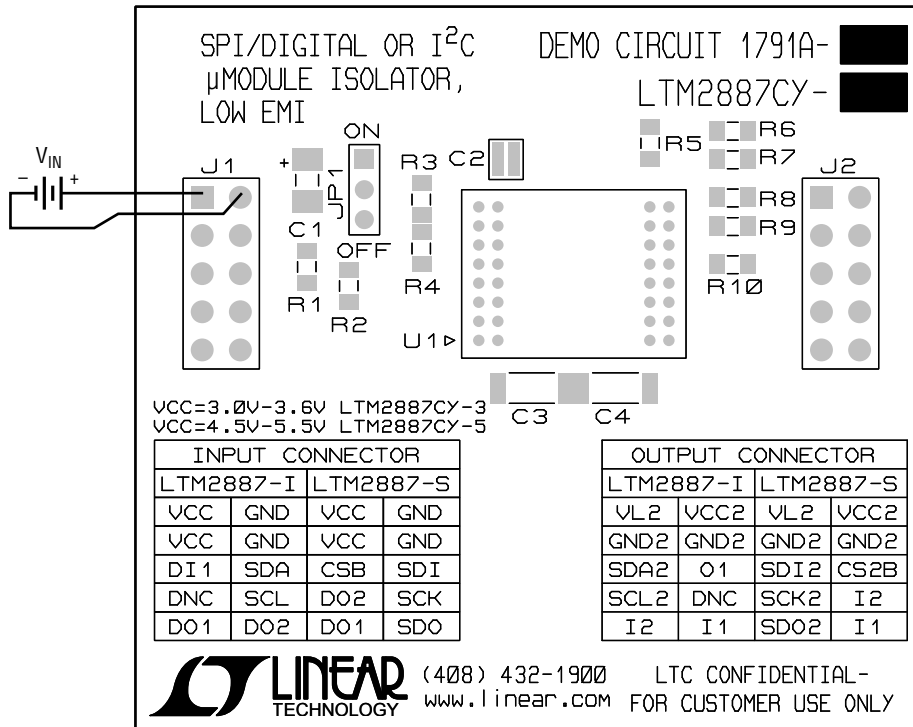 SPI/DIGITAL OR I²C
µMODULE ISOLATOR,
LOW EMI
DEMO CIRCUIT 1791A-
LTM2887CY-
ON
VIN
- +
J1
+
C1
JP1
OFF
R1
R2
R3
R4
C2
R5
R6
R7
R8
R9
R10
J2
U1
C3
C4
VCC=3.0V-3.6V LTM2887CY-3
VCC=4.5V-5.5V LTM2887CY-5
INPUT CONNECTOR
LTM2887-I LTM2887-S
VCC GND VCC GND
VCC GND VCC GND
DI1 SDA CSB SDI
DNC SCL DO2 SCK
DO1 DO2 DO1 SDO
OUTPUT CONNECTOR
LTM2887-I LTM2887-S
VL2 VCC2 VL2 VCC2
GND2 GND2 GND2 GND2
SDA2 O1 SDI2 CS2B
SCL2 DNC SCK2 I2
I2 I1 SDO2 I1
LINEAR
TECHNOLOGY
(408) 432-1900
www.linear.com
LTC CONFIDENTIAL-
FOR CUSTOMER USE ONLY